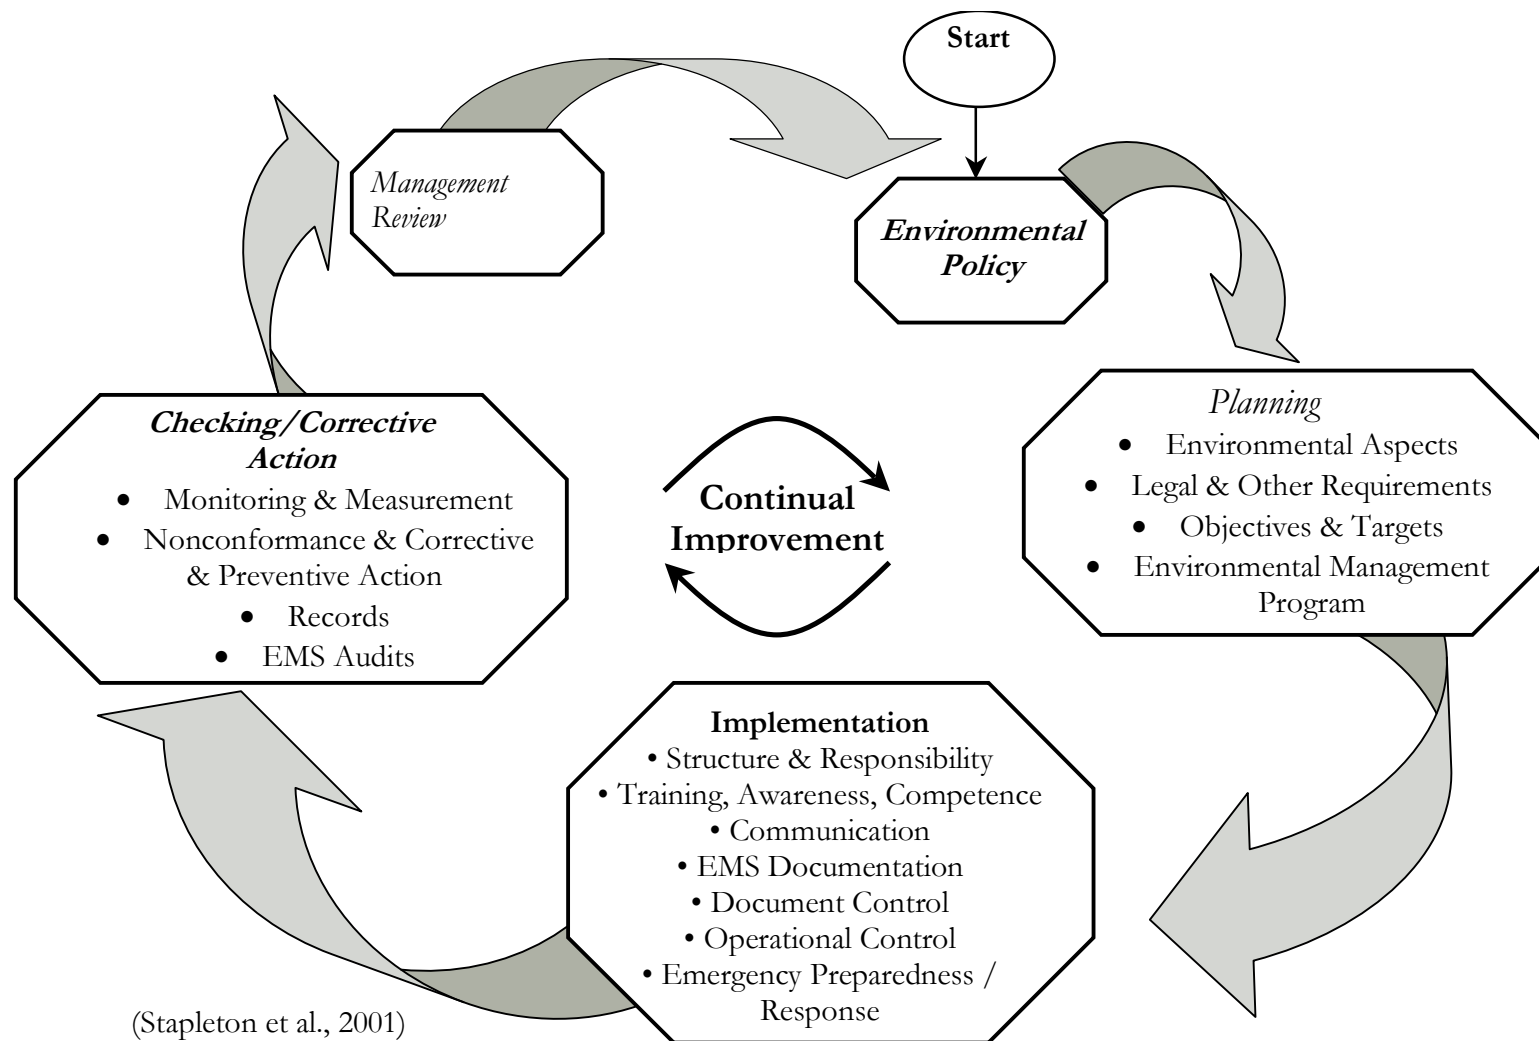 Start
Management
Review
Environmental
Policy
Planning
• Environmental Aspects
• Legal & Other Requirements
• Objectives & Targets
• Environmental Management
Program
Checking/Corrective
Action
• Monitoring & Measurement
• Nonconformance & Corrective
& Preventive Action
• Records
• EMS Audits
Continual
Improvement
Implementation
• Structure & Responsibility
• Training, Awareness, Competence
• Communication
• EMS Documentation
• Document Control
• Operational Control
• Emergency Preparedness /
Response
(Stapleton et al., 2001)